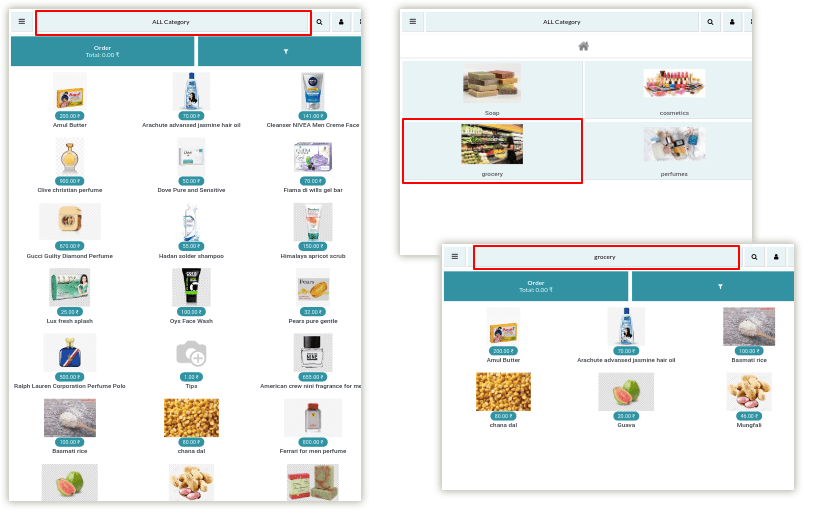 ALL Category
Order
Total: 0.00 ₹
200.00 ₹
70.00 ₹
141.00 ₹
Amul Butter
Arachute advansed jasmine hair oil
Cleanser NIVEA Men Creme Face
900.00 ₹
50.00 ₹
70.00 ₹
Clive christian perfume
Dove Pure and Sensitive
Fiama di wills gel bar
670.00 ₹
55.00 ₹
150.00 ₹
Gucci Guilty Diamond Perfume
Hadan solder shampoo
Himalaya apricot scrub
Pears
25.00 ₹
100.00 ₹
32.00 ₹
Lux fresh splash
Oys Face Wash
Pears pure gentle
500.00 ₹
1.00 ₹
655.00 ₹
Ralph Lauren Corporation Perfume Polo
Tips
American crew nini fragrance for me
100.00 ₹
80.00 ₹
800.00 ₹
Basmati rice
chana dal
Ferrari for men perfume
ALL Category
Soap
cosmetics
grocery
perfumes
grocery
Order
Total: 0.00 ₹
200.00 ₹
70.00 ₹
100.00 ₹
Amul Butter
Arachute advansed jasmine hair oil
Basmati rice
80.00 ₹
20.00 ₹
45.00 ₹
chana dal
Guava
Mungfali